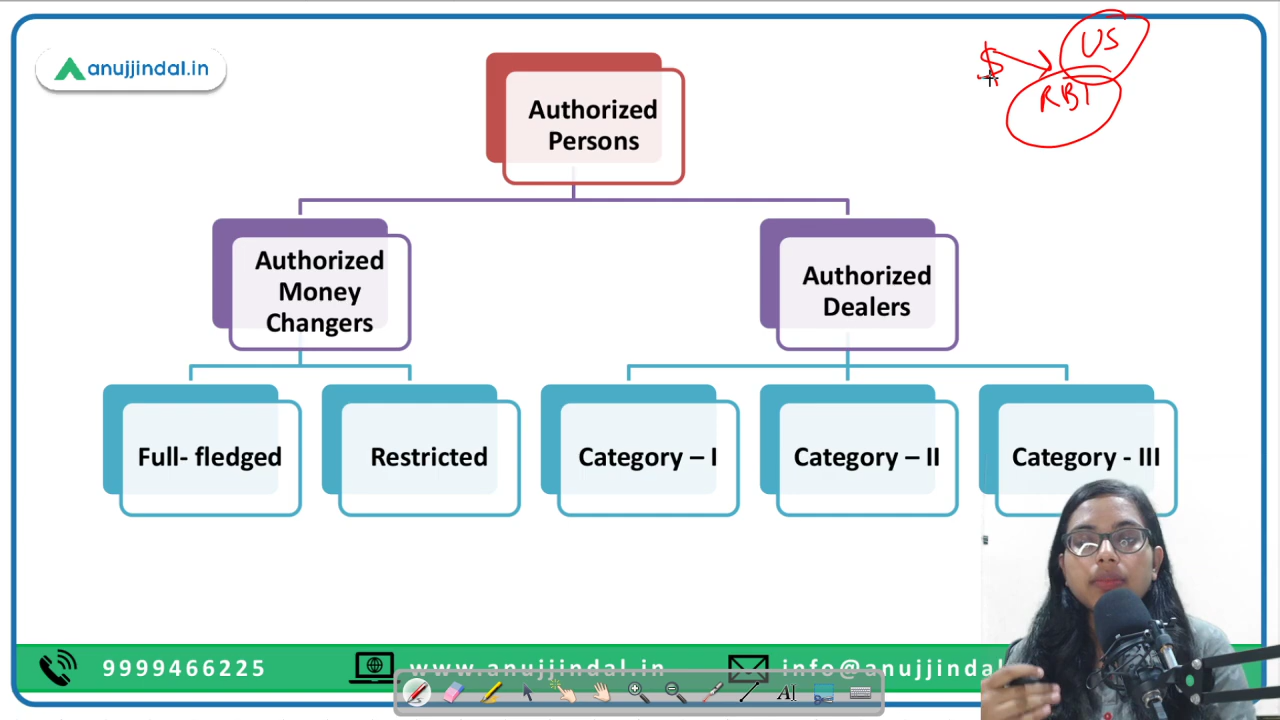 anujjindal.in
$
US
RBI
Authorized
Persons
Authorized
Money
Changers
Authorized
Dealers
Full- fledged
Restricted
Category – I
Category – II
Category - III
9999466225
www.anujjindal.in
info@anujjindal
A